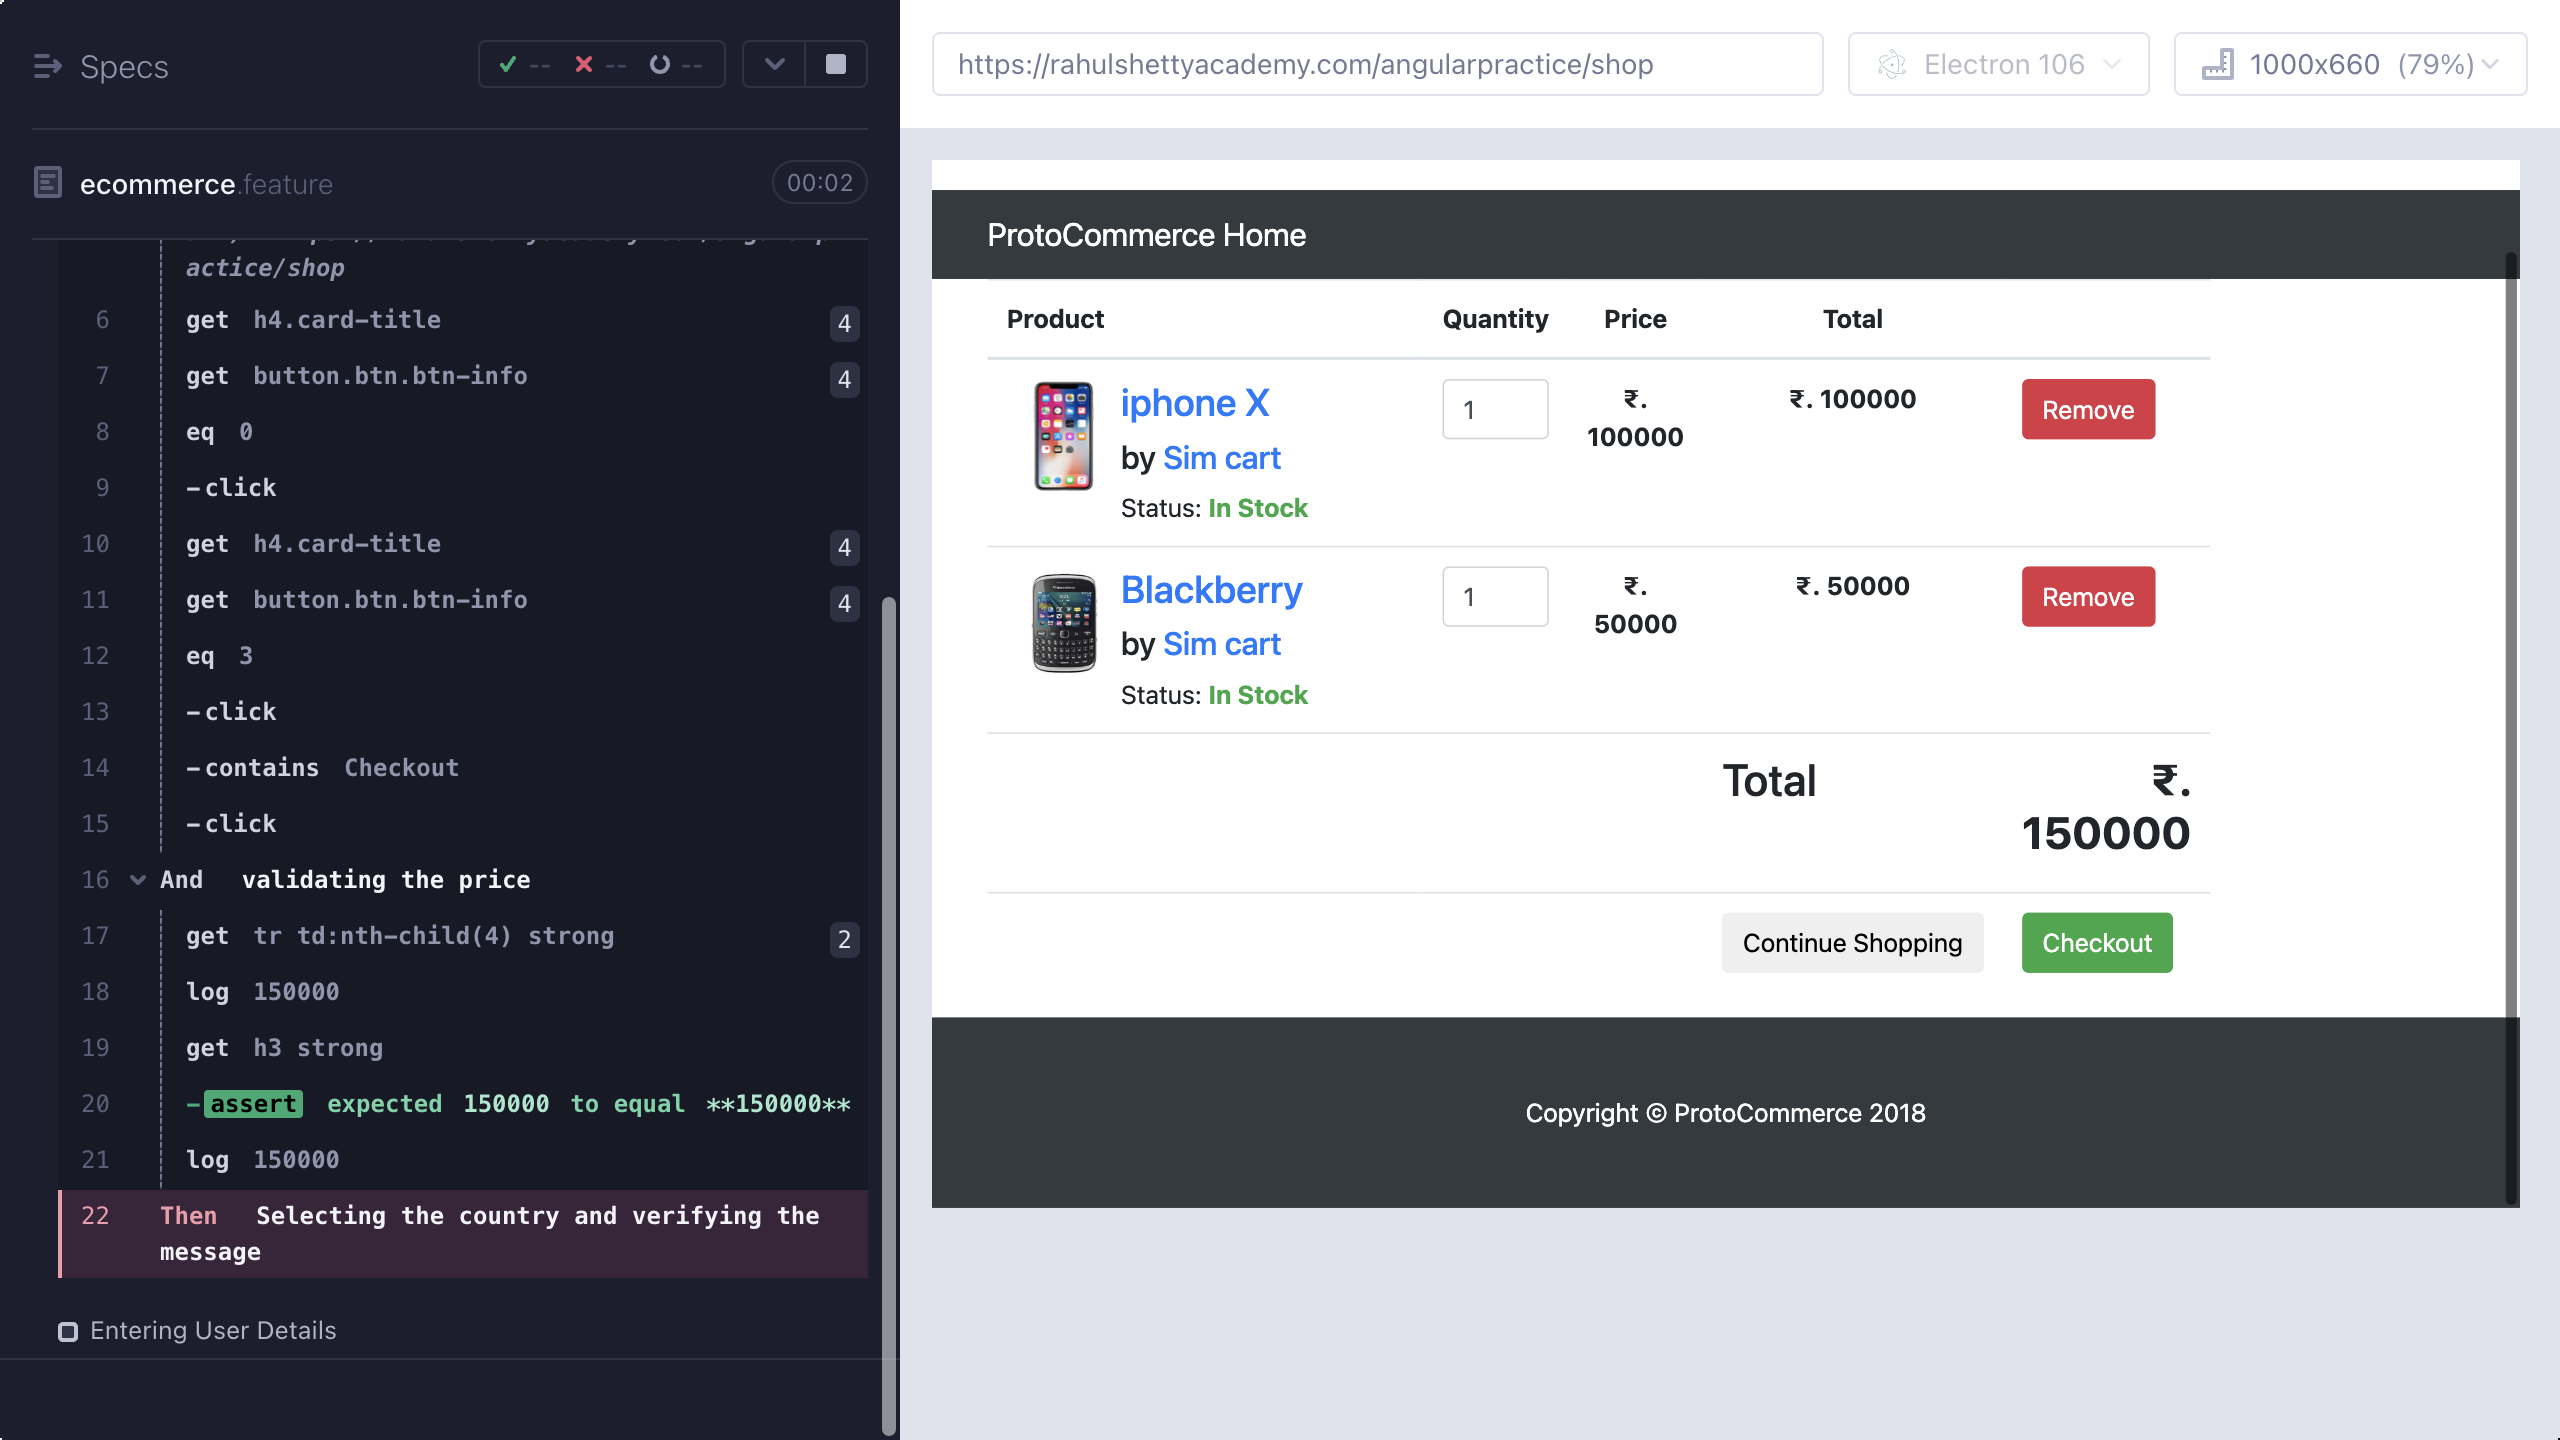 Specs
-- -- --
ecommerce.feature 00:02
actice/shop
6 get h4.card-title 4
7 get button.btn.btn-info 4
8 eq 0
9 -click
10 get h4.card-title 4
11 get button.btn.btn-info 4
12 eq 3
13 -click
14 -contains Checkout
15 -click
16 And validating the price
17 get tr td:nth-child(4) strong 2
18 log 150000
19 get h3 strong
20 -assert expected 150000 to equal **150000**
21 log 150000
22 Then Selecting the country and verifying the
message
Entering User Details
https://rahulshettyacademy.com/angularpractice/shop Electron 106 1000x660 (79%)
ProtoCommerce Home
Product Quantity Price Total
iphone X 1 ₹. ₹. 100000 Remove
100000
by Sim cart
Status: In Stock
Blackberry 1 ₹. ₹. 50000 Remove
50000
by Sim cart
Status: In Stock
Total ₹.
150000
Continue Shopping Checkout
Copyright © ProtoCommerce 2018